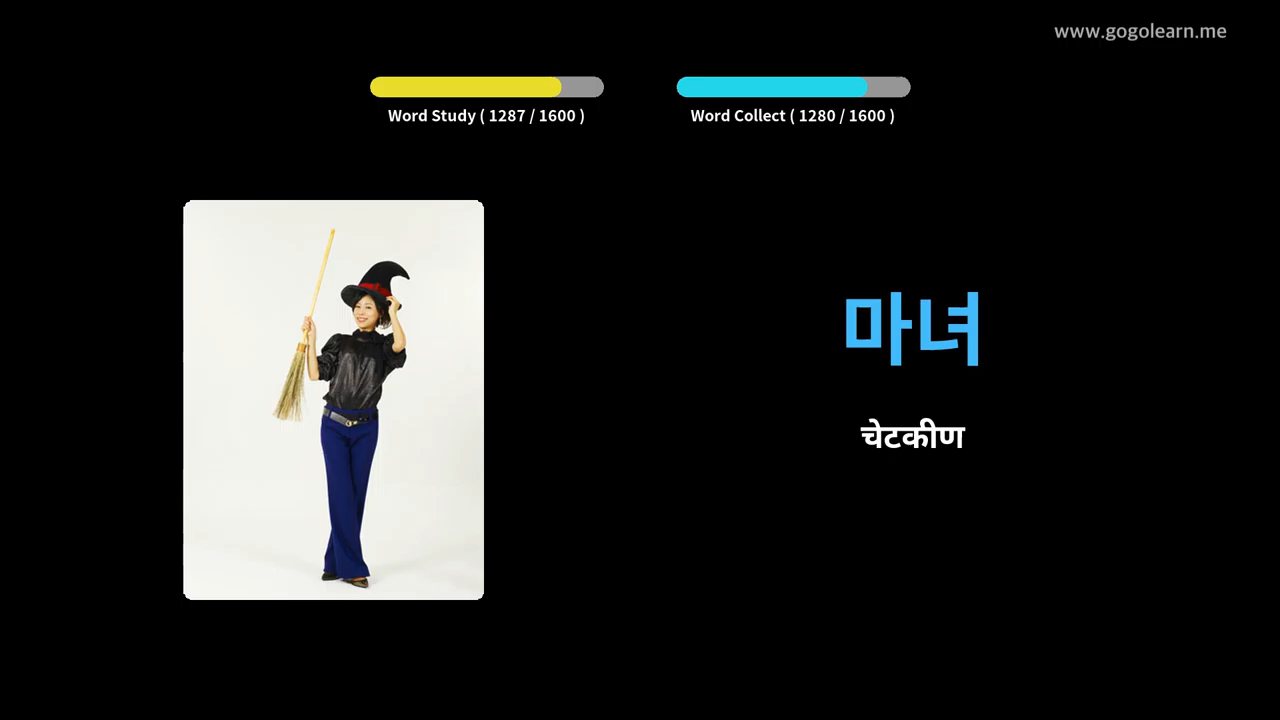 www.gogolearn.me
Word Study ( 1287 / 1600 )
Word Collect ( 1280 / 1600 )
마녀
चेटकीण